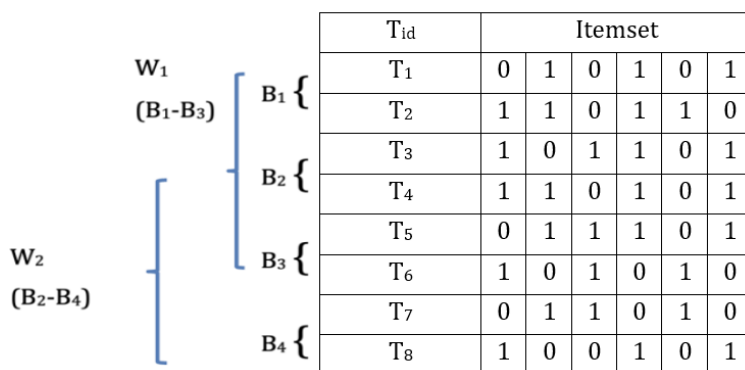 T_id Itemset
W₁ (B₁-B₃)
W₂ (B₂-B₄)
B₁ {
B₂ {
B₃ {
B₄ {
T₁ 0 1 0 1 0 1
T₂ 1 1 0 1 1 0
T₃ 1 0 1 1 0 1
T₄ 1 1 0 1 0 1
T₅ 0 1 1 1 0 1
T₆ 1 0 1 0 1 0
T₇ 0 1 1 0 1 0
T₈ 1 0 0 1 0 1